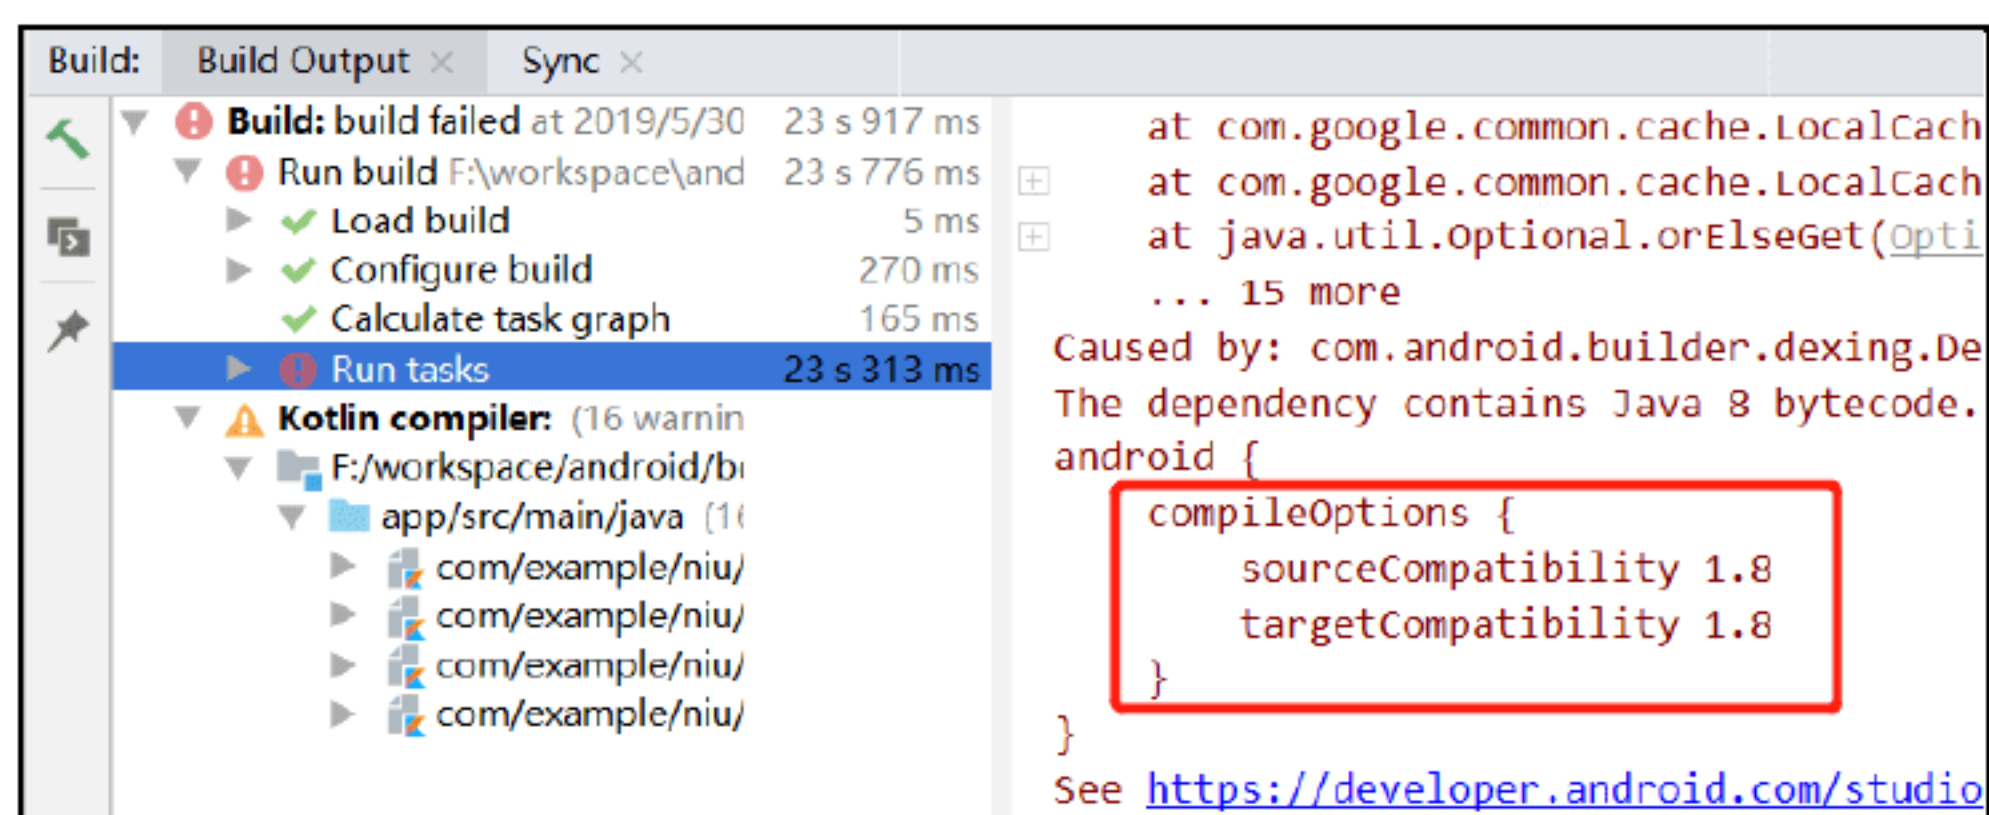 Build: Build Output Sync
Build: build failed at 2019/5/30 23 s 917 ms
Run build F:\workspace\and 23 s 776 ms
Load build 5 ms
Configure build 270 ms
Calculate task graph 165 ms
Run tasks 23 s 313 ms
Kotlin compiler: (16 warnin
F:/workspace/android/bu
app/src/main/java (16
com/example/niu/
com/example/niu/
com/example/niu/
com/example/niu/
at com.google.common.cache.LocalCach
at com.google.common.cache.LocalCach
at java.util.Optional.orElseGet(Opti
... 15 more
Caused by: com.android.builder.dexing.De
The dependency contains Java 8 bytecode.
android {
compileOptions {
sourceCompatibility 1.8
targetCompatibility 1.8
}
}
See https://developer.android.com/studio